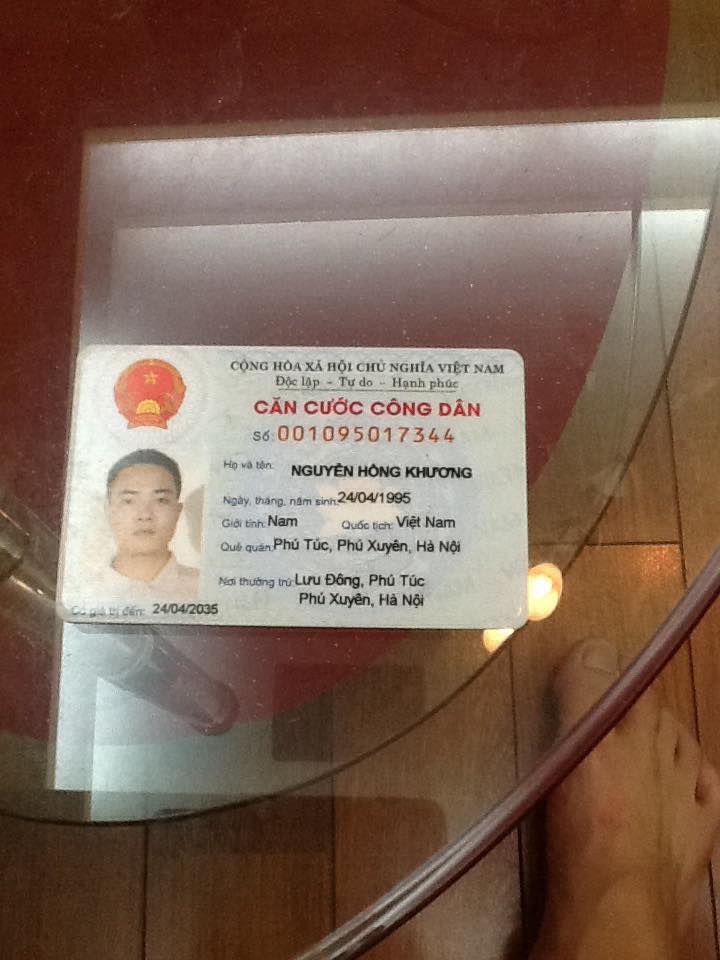 CỘNG HÒA XÃ HỘI CHỦ NGHĨA VIỆT NAM
Độc lập - Tự do - Hạnh phúc
CĂN CƯỚC CÔNG DÂN
Số: 001095017344
Họ và tên: NGUYỄN HỒNG KHƯƠNG
Ngày, tháng, năm sinh: 24/04/1995
Giới tính: Nam Quốc tịch: Việt Nam
Quê quán: Phú Túc, Phú Xuyên, Hà Nội
Nơi thường trú: Lưu Đông, Phú Túc
Phú Xuyên, Hà Nội
Có giá trị đến: 24/04/2035